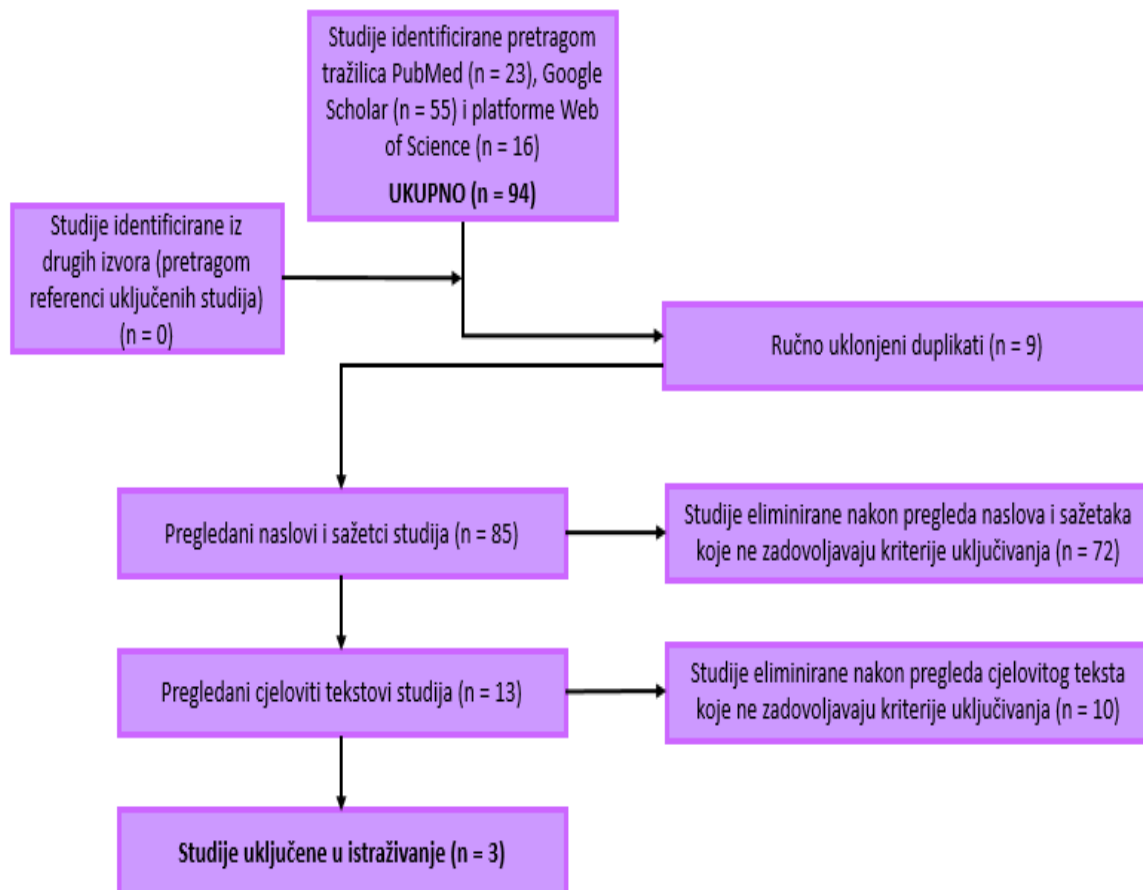 Studije identificirane pretragom
tražilica PubMed (n = 23), Google
Scholar (n = 55) i platforme Web
of Science (n = 16)
UKUPNO (n = 94)
Studije identificirane iz
drugih izvora (pretragom
referenci uključenih studija)
(n = 0)
Ručno uklonjeni duplikati (n = 9)
Pregledani naslovi i sažetci studija (n = 85)
Studije eliminirane nakon pregleda naslova i sažetaka
koje ne zadovoljavaju kriterije uključivanja (n = 72)
Pregledani cjeloviti tekstovi studija (n = 13)
Studije eliminirane nakon pregleda cjelovitog teksta
koje ne zadovoljavaju kriterije uključivanja (n = 10)
Studije uključene u istraživanje (n = 3)